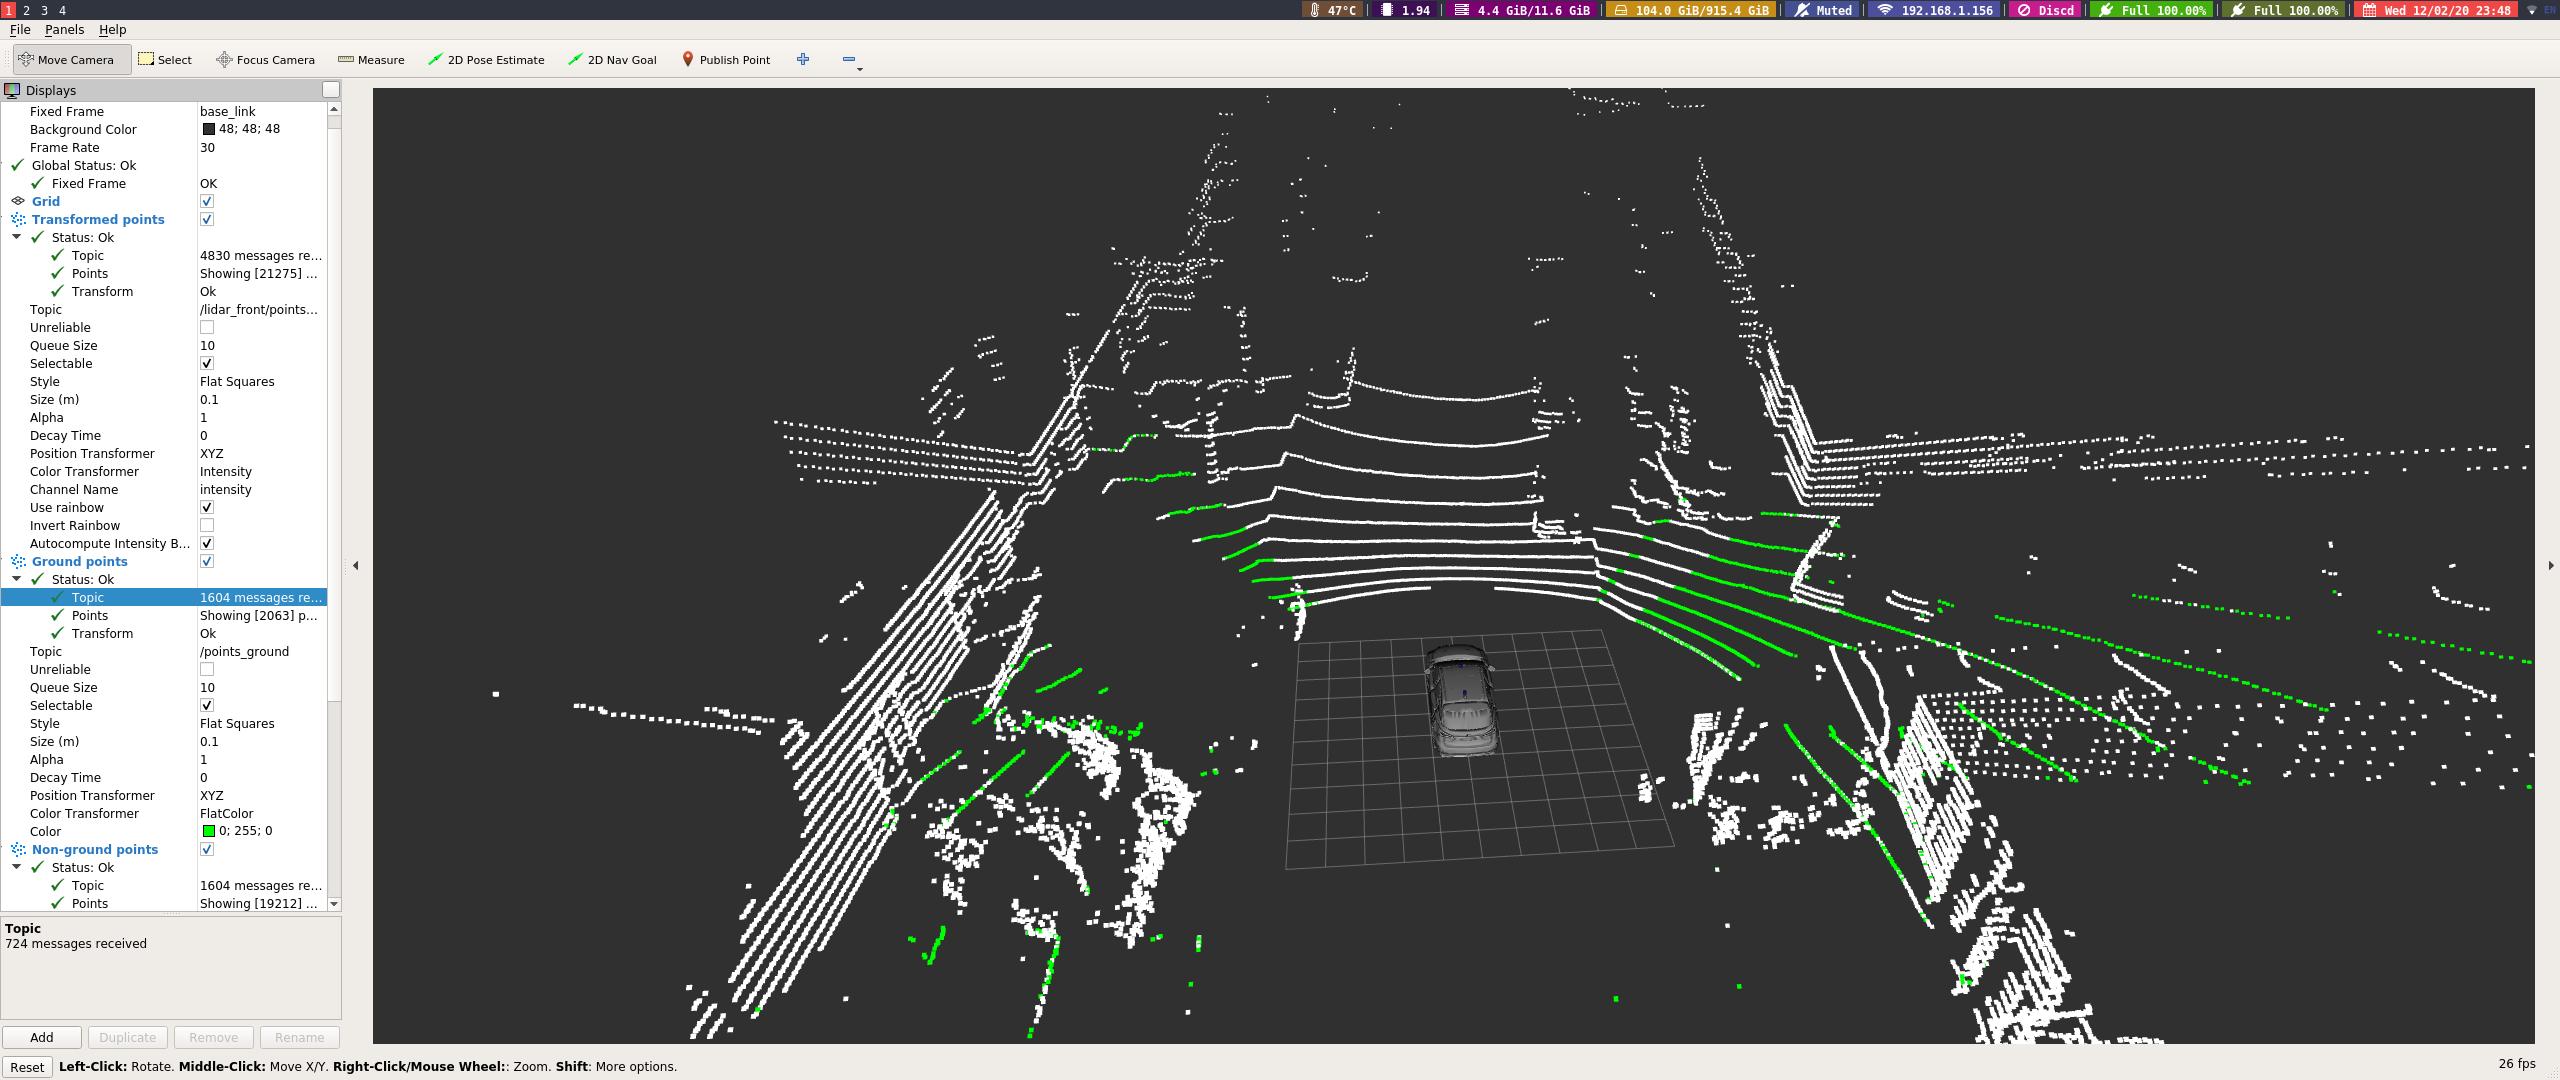 1 2 3 4 47°C 1.94 4.4 GiB/11.6 GiB 104.0 GiB/915.4 GiB Muted 192.168.1.156 Discd Full 100.00% Full 100.00% Wed 12/02/20 23:48 EN
File Panels Help
Move Camera Select Focus Camera Measure 2D Pose Estimate 2D Nav Goal Publish Point
Displays
Fixed Frame base_link
Background Color 48; 48; 48
Frame Rate 30
Global Status: Ok
Fixed Frame OK
Grid
Transformed points
Status: Ok
Topic 4830 messages re...
Points Showing [21275] ...
Transform Ok
Topic /lidar_front/points...
Unreliable
Queue Size 10
Selectable
Style Flat Squares
Size (m) 0.1
Alpha 1
Decay Time 0
Position Transformer XYZ
Color Transformer Intensity
Channel Name intensity
Use rainbow
Invert Rainbow
Autocompute Intensity B...
Ground points
Status: Ok
Topic 1604 messages re...
Points Showing [2063] p...
Transform Ok
Topic /points_ground
Unreliable
Queue Size 10
Selectable
Style Flat Squares
Size (m) 0.1
Alpha 1
Decay Time 0
Position Transformer XYZ
Color Transformer FlatColor
Color 0; 255; 0
Non-ground points
Status: Ok
Topic 1604 messages re...
Points Showing [19212] ...
Topic
724 messages received
Add Duplicate Remove Rename
Reset Left-Click: Rotate. Middle-Click: Move X/Y. Right-Click/Mouse Wheel:: Zoom. Shift: More options. 26 fps